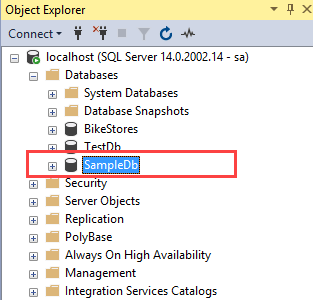 Object Explorer
Connect
localhost (SQL Server 14.0.2002.14 - sa)
Databases
System Databases
Database Snapshots
BikeStores
TestDb
SampleDb
Security
Server Objects
Replication
PolyBase
Always On High Availability
Management
Integration Services Catalogs